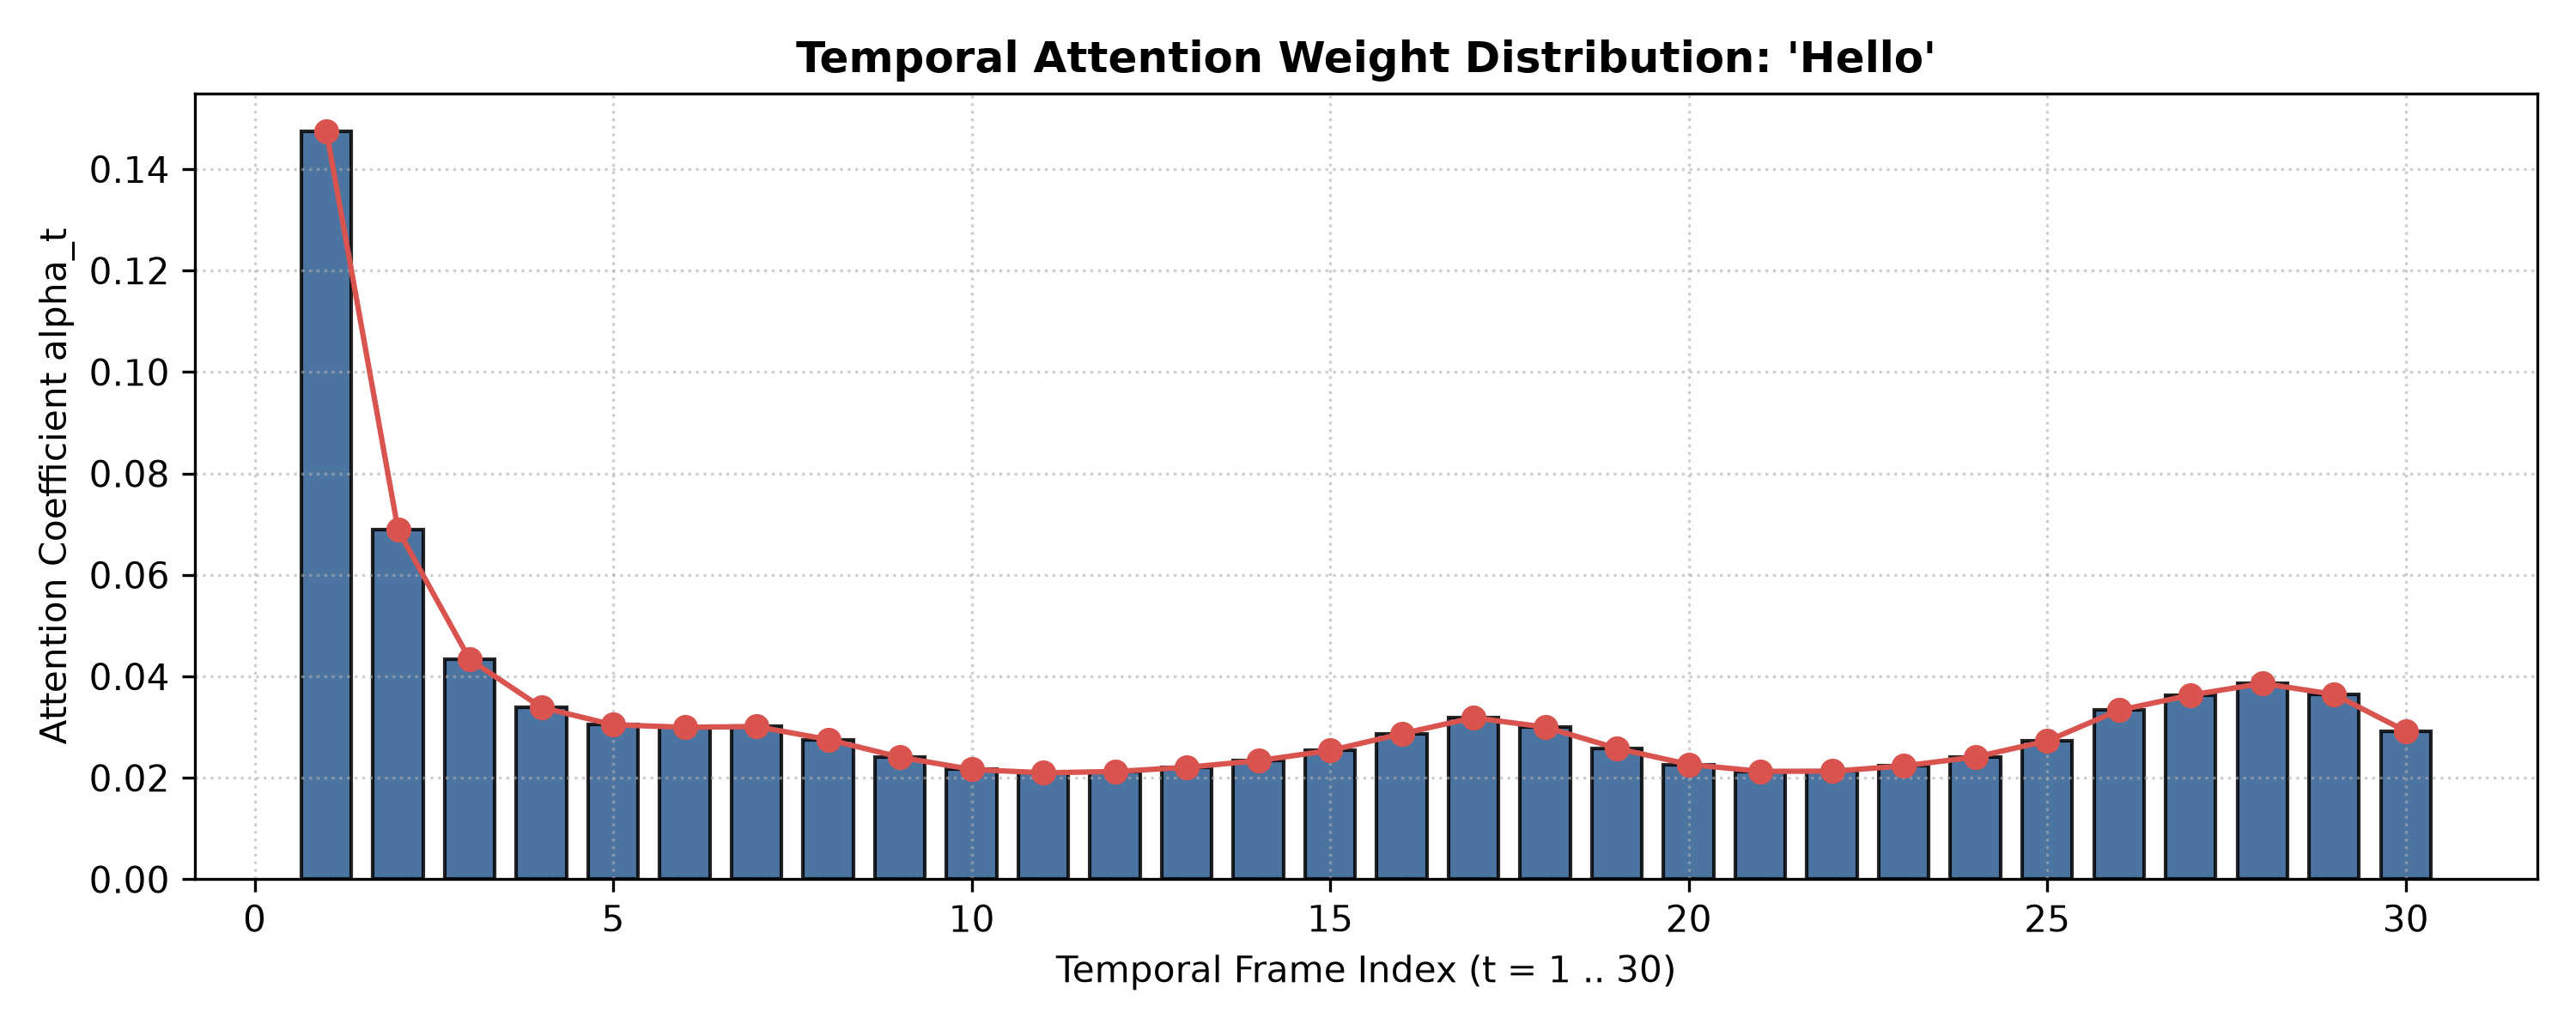 Temporal Attention Weight Distribution: 'Hello'
Attention Coefficient alpha_t
0.14
0.12
0.10
0.08
0.06
0.04
0.02
0.00
0 5 10 15 20 25 30
Temporal Frame Index (t = 1 .. 30)